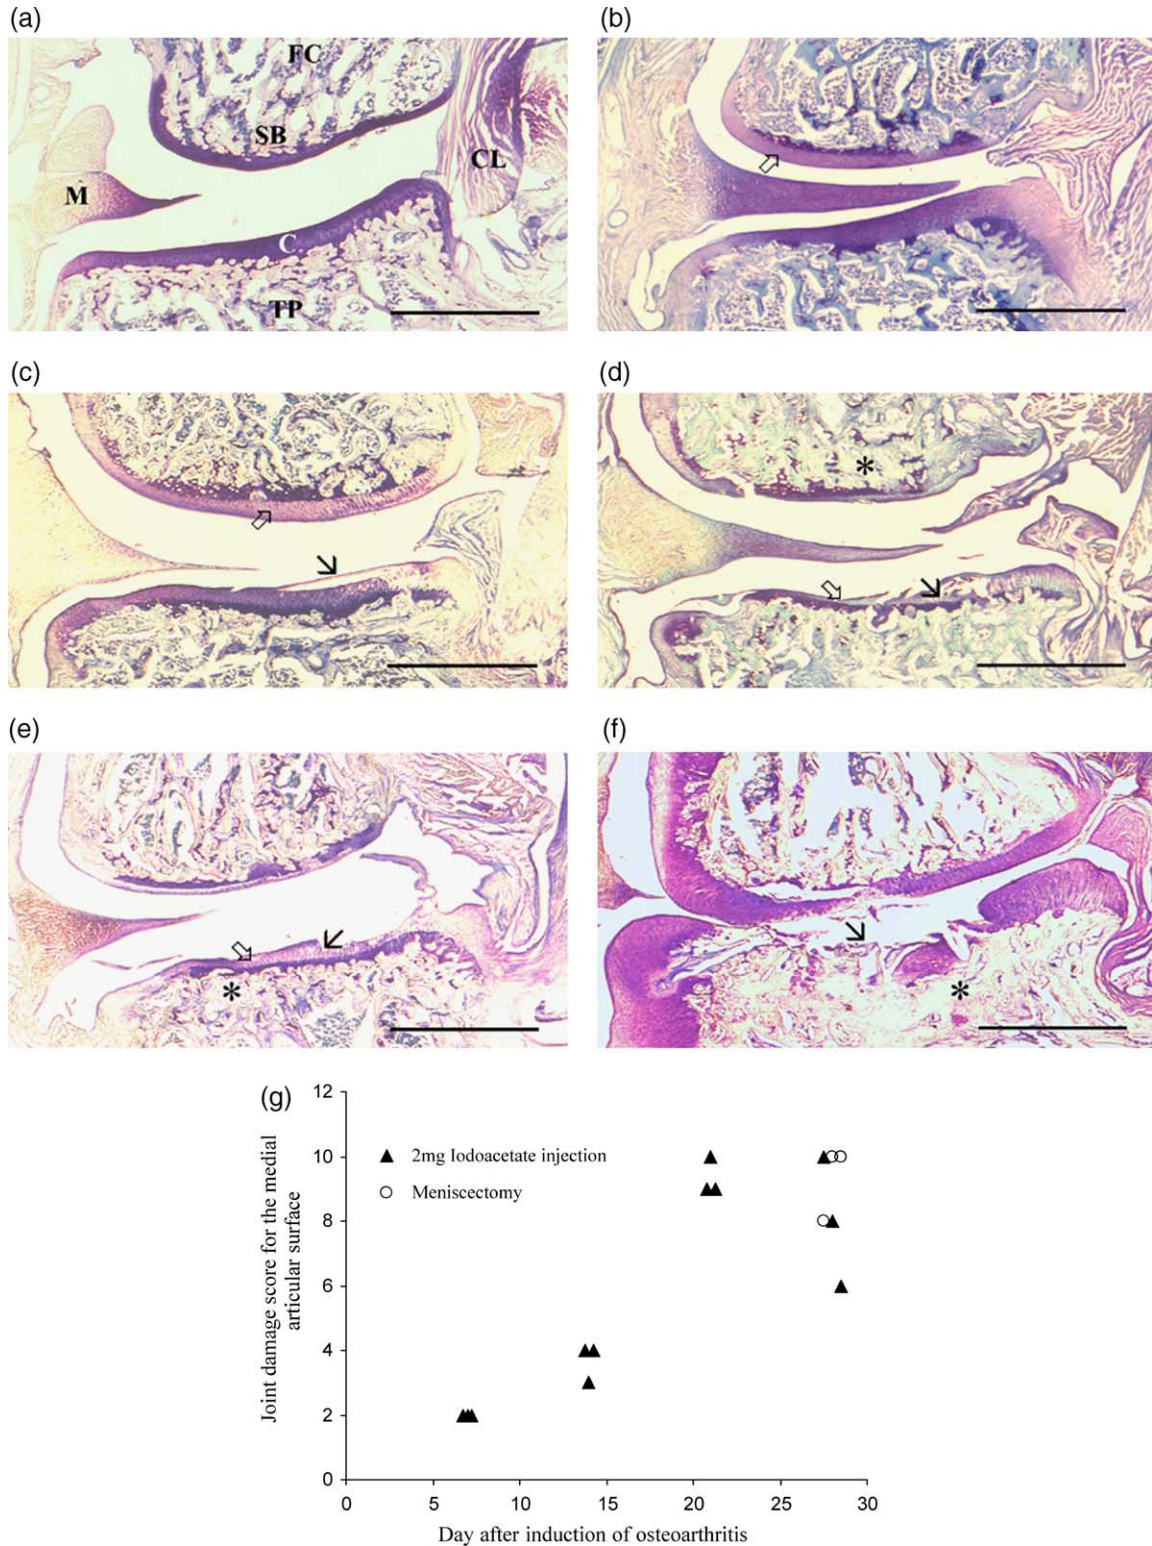 (a)
(b)
FC
SB
CL
M
C
TP
(c)
(d)
*
(e)
(f)
*
*
(g)
12
10
8
6
4
2
0
Joint damage score for the medial
articular surface
2mg Iodoacetate injection
Meniscectomy
0 5 10 15 20 25 30
Day after induction of osteoarthritis